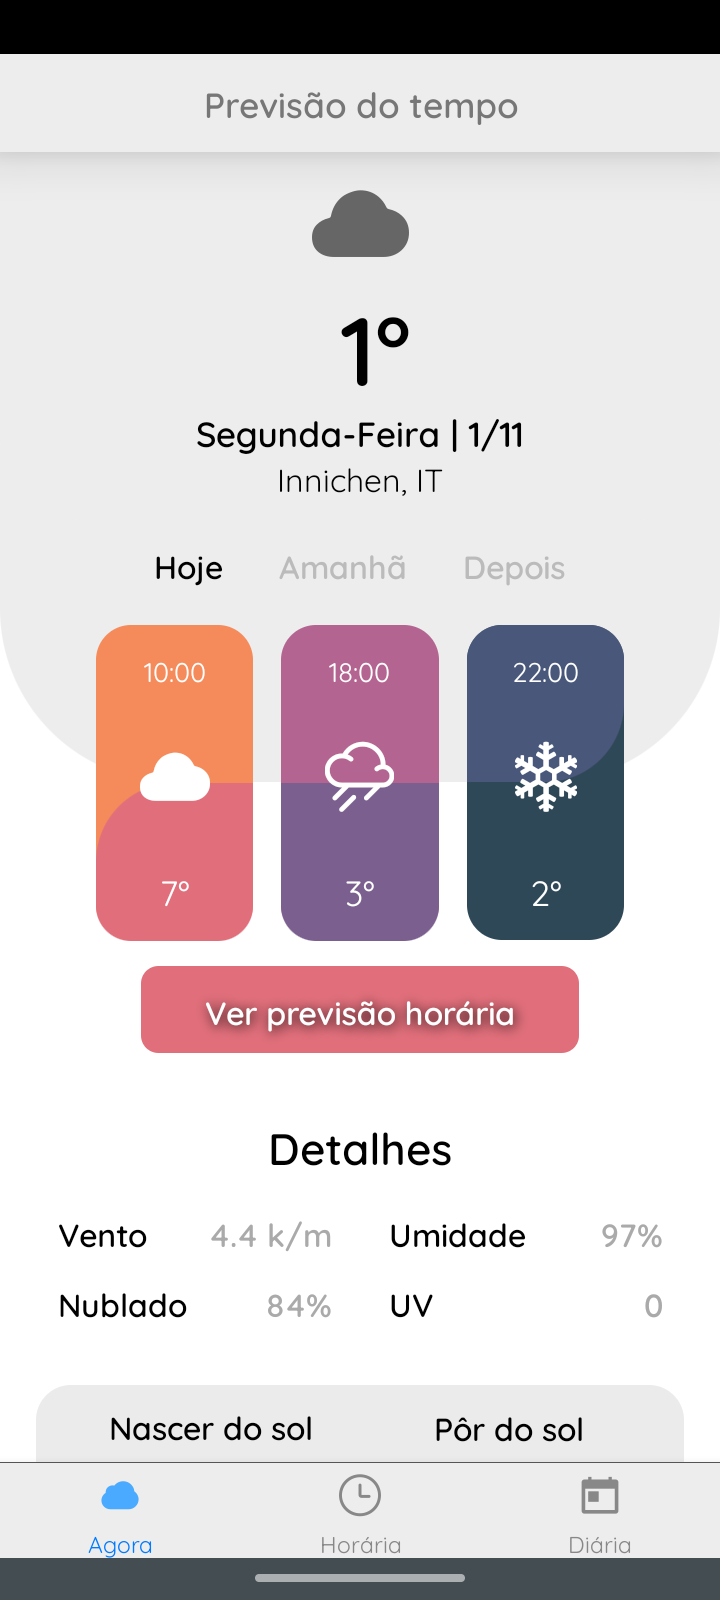 Previsão do tempo
1°
Segunda-Feira | 1/11
Innichen, IT
Hoje Amanhã Depois
10:00 18:00 22:00
7° 3° 2°
Ver previsão horária
Detalhes
Vento 4.4 k/m Umidade 97%
Nublado 84% UV 0
Nascer do sol Pôr do sol
Agora Horária Diária